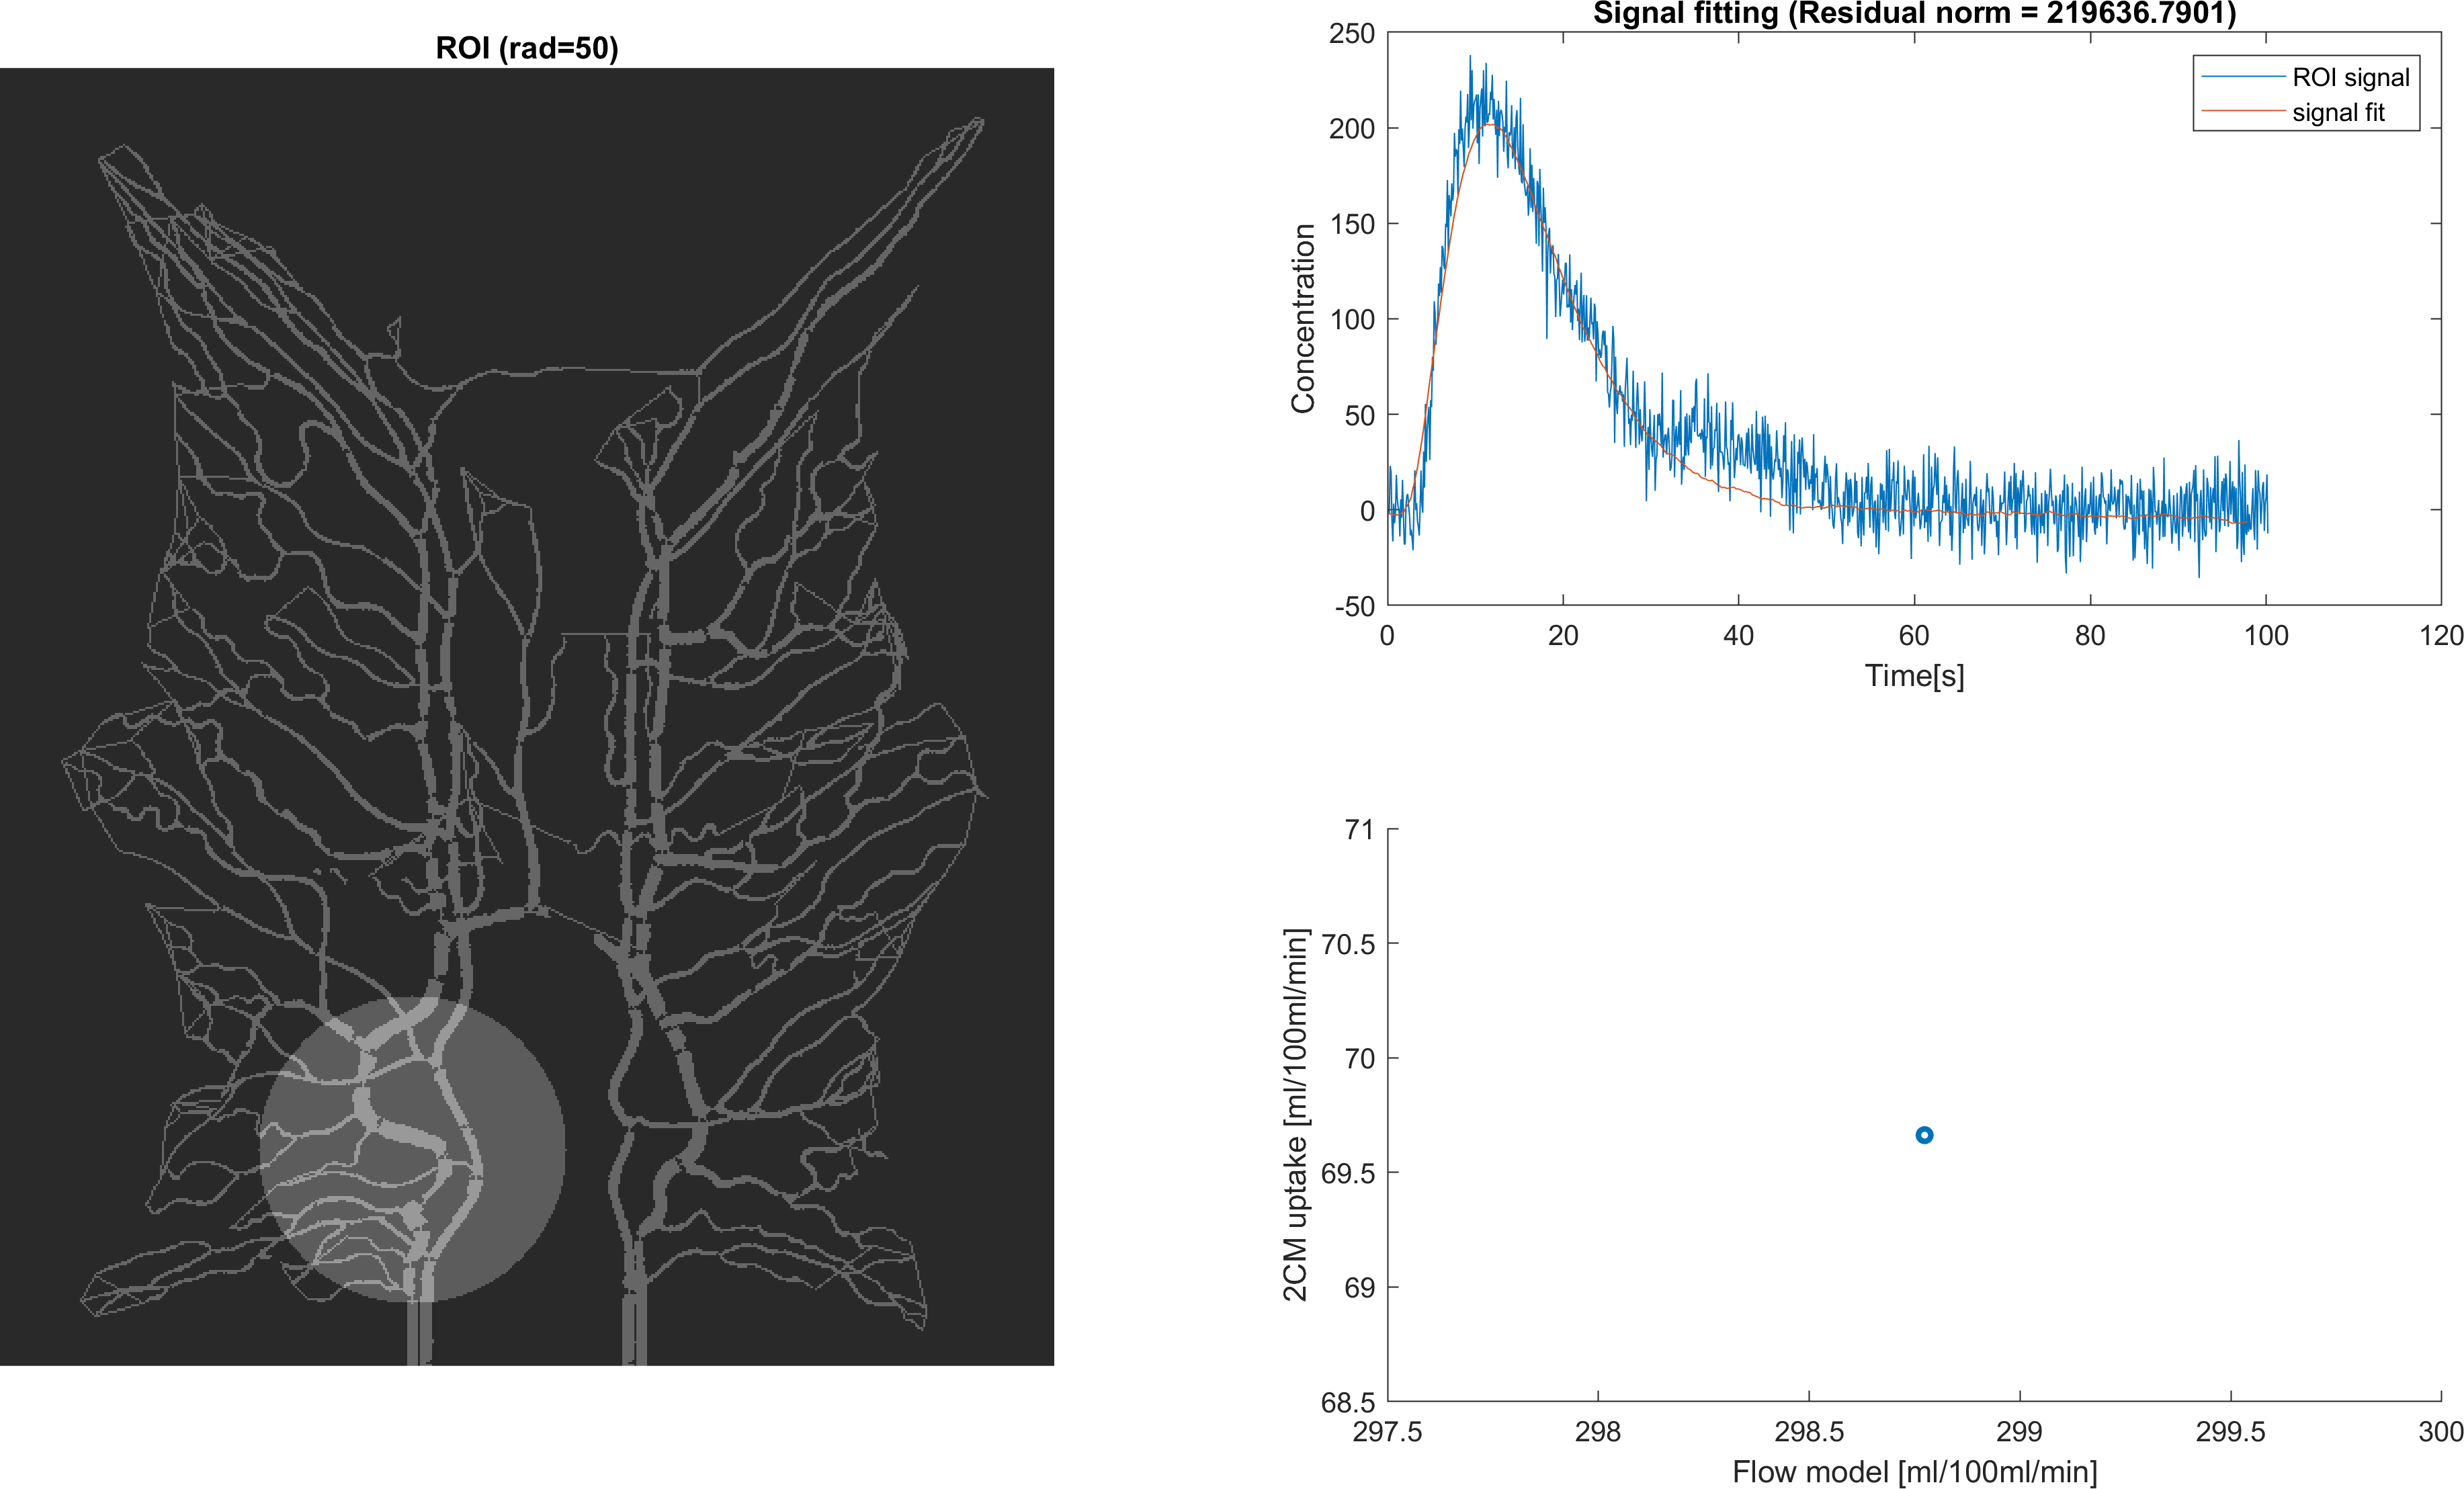 ROI (rad=50)
Signal fitting (Residual norm = 219636.7901)
250
200
150
100
50
0
-50
Concentration
ROI signal
signal fit
0 20 40 60 80 100 120
Time[s]
71
70.5
70
69.5
69
68.5
2CM uptake [ml/100ml/min]
297.5 298 298.5 299 299.5 300
Flow model [ml/100ml/min]